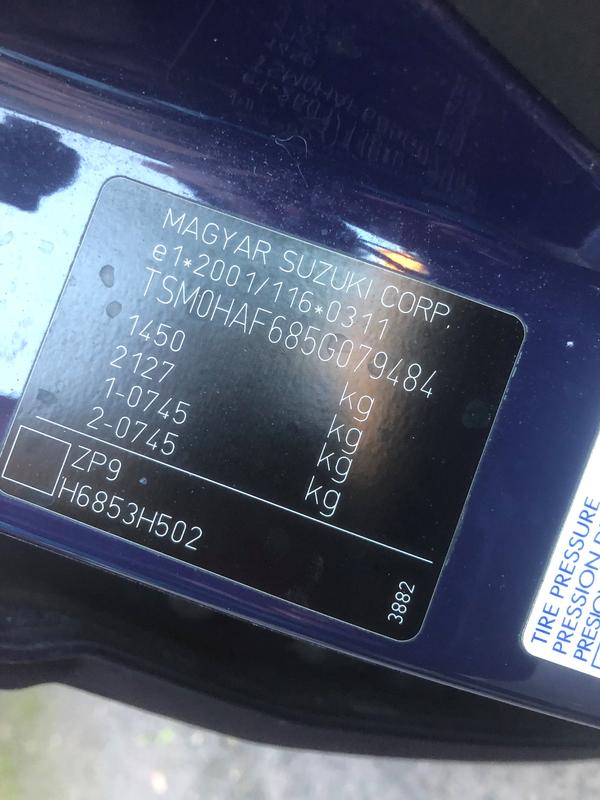 MAGYAR SUZUKI CORP.
e1*2001/116*0311
TSM0HAF685G079484
1450 kg
2127 kg
1-0745 kg
2-0745 kg
ZP9
H6853H502
3882
TIRE PRESSURE
PRESSION